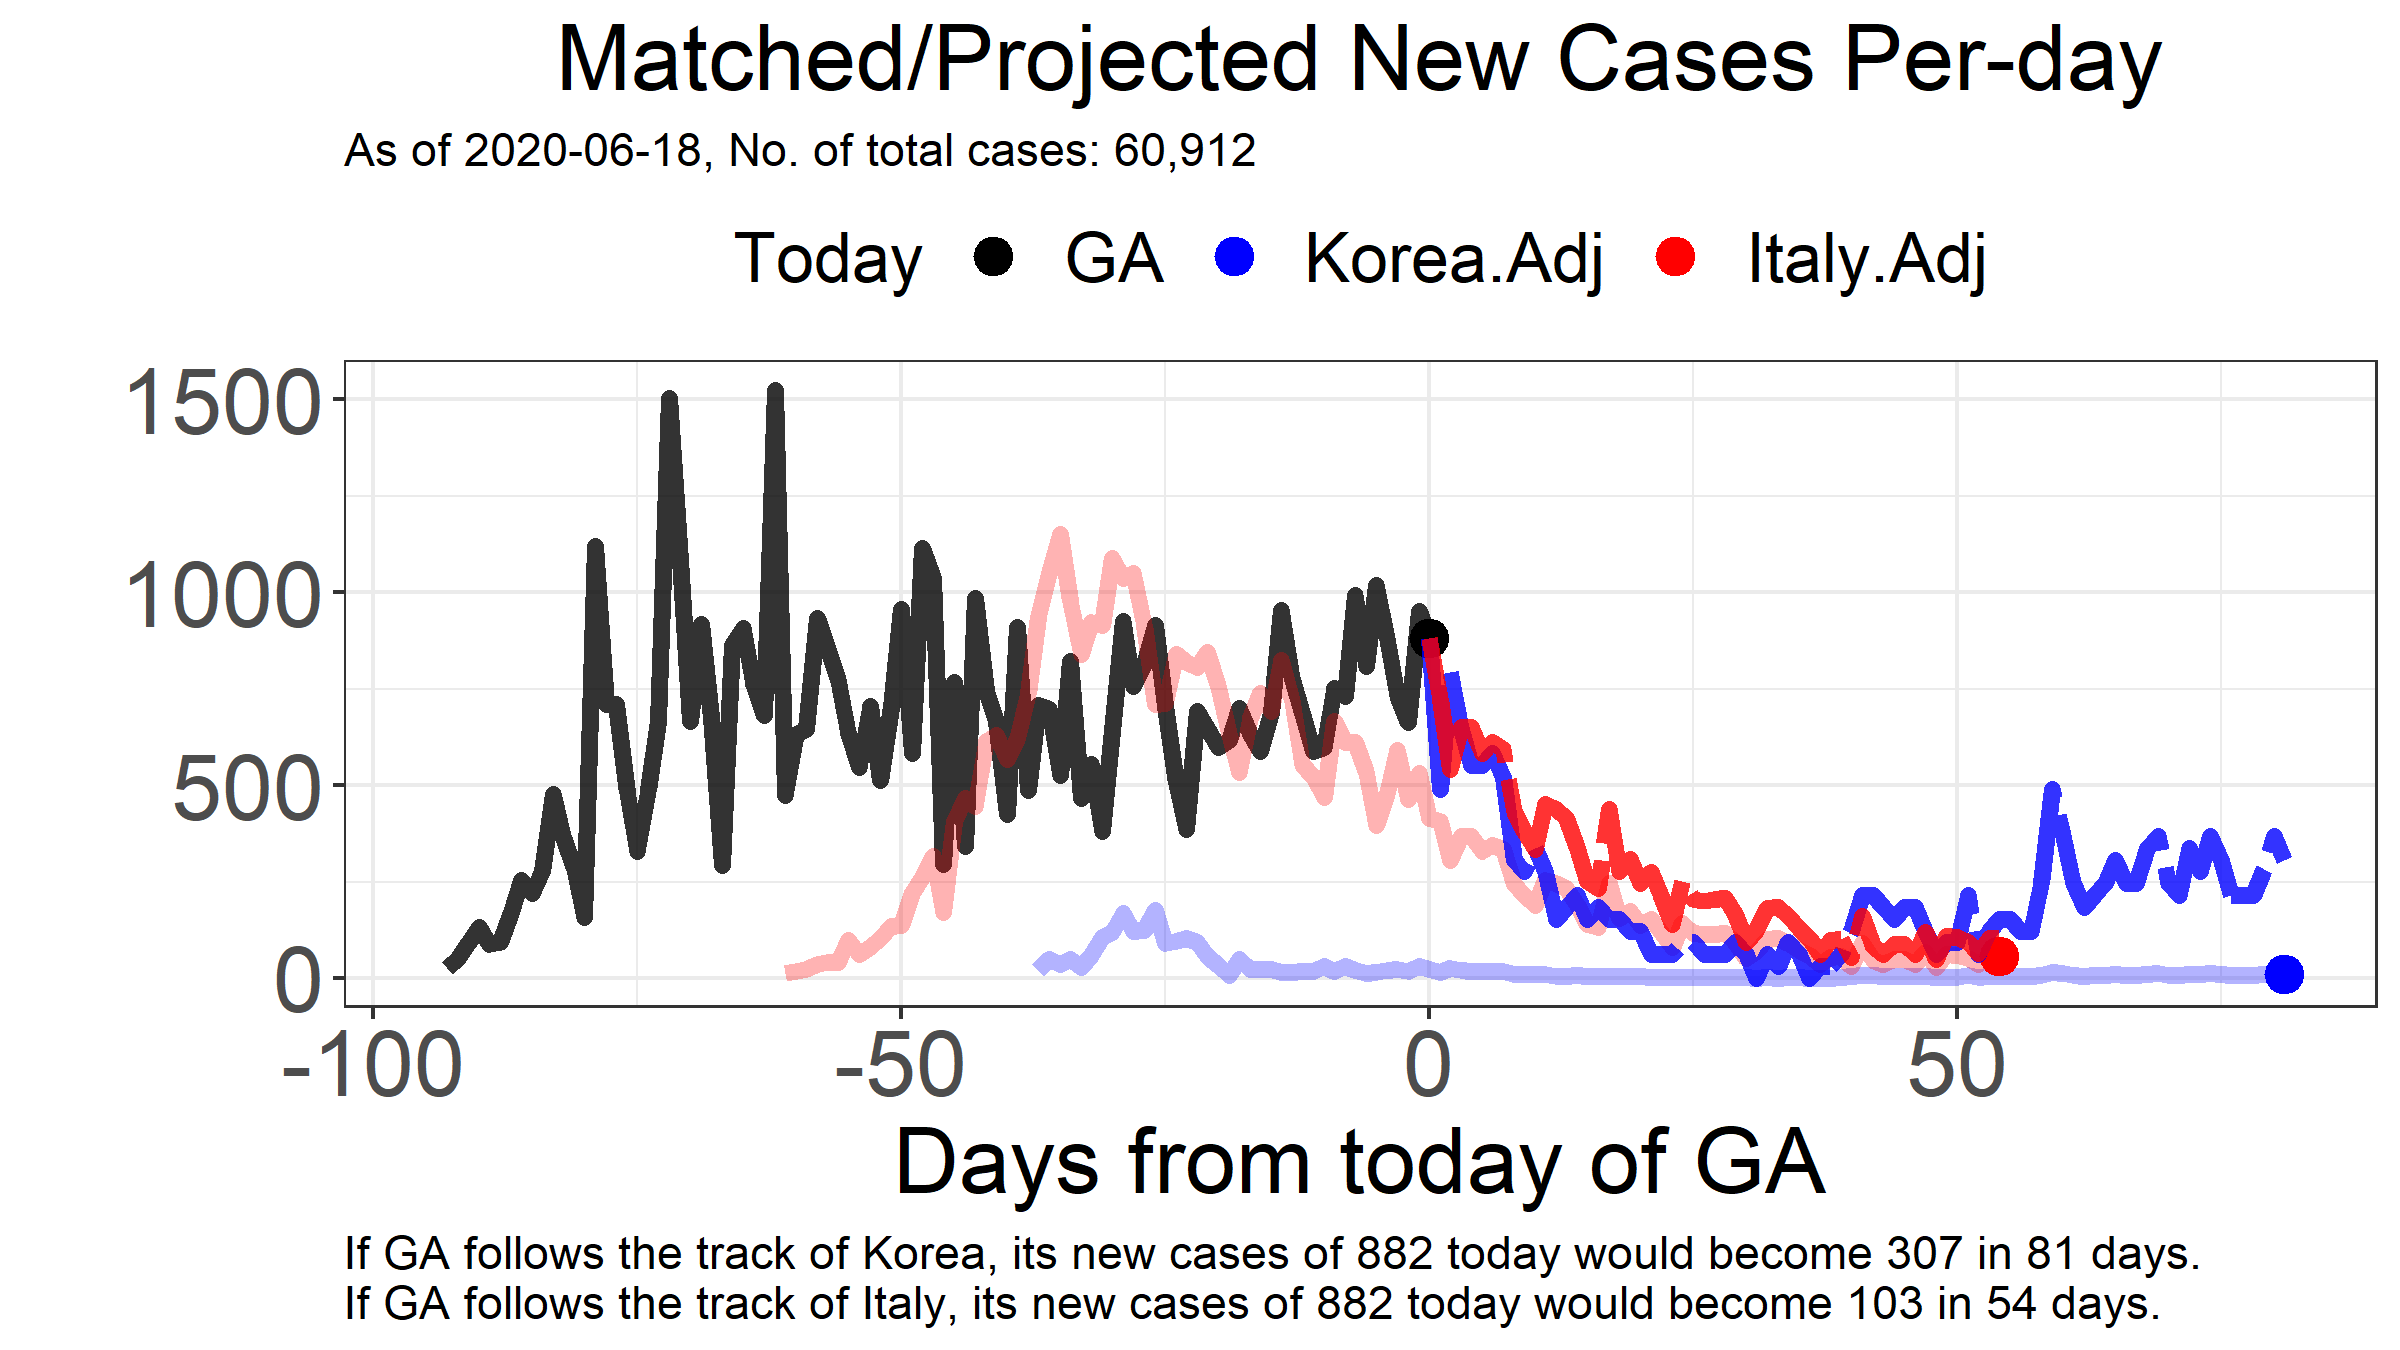 Matched/Projected New Cases Per-day
As of 2020-06-18, No. of total cases: 60,912
Today GA Korea.Adj Italy.Adj
1500
1000
500
0
-100 -50 0 50
Days from today of GA
If GA follows the track of Korea, its new cases of 882 today would become 307 in 81 days.
If GA follows the track of Italy, its new cases of 882 today would become 103 in 54 days.